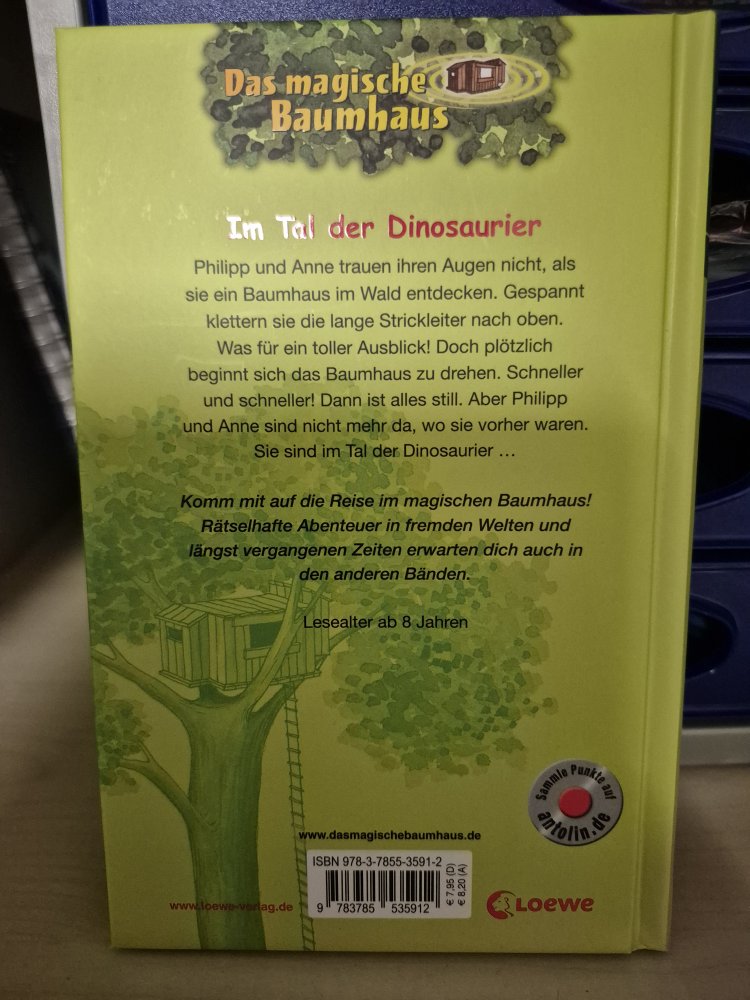 Das magische
Baumhaus
Im Tal der Dinosaurier
Philipp und Anne trauen ihren Augen nicht, als
sie ein Baumhaus im Wald entdecken. Gespannt
klettern sie die lange Strickleiter nach oben.
Was für ein toller Ausblick! Doch plötzlich
beginnt sich das Baumhaus zu drehen. Schneller
und schneller! Dann ist alles still. Aber Philipp
und Anne sind nicht mehr da, wo sie vorher waren.
Sie sind im Tal der Dinosaurier ...
Komm mit auf die Reise im magischen Baumhaus!
Rätselhafte Abenteuer in fremden Welten und
längst vergangenen Zeiten erwarten dich auch in
den anderen Bänden.
Lesealter ab 8 Jahren
Sammle Punkte auf
antolin.de
www.dasmagischebaumhaus.de
ISBN 978-3-7855-3591-2
9 783785 535912
€ 7,95 (D)
€ 8,20 (A)
www.loewe-verlag.de
Loewe